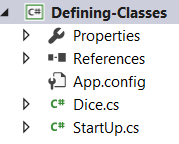 C# Defining-Classes
Properties
References
App.config
C# Dice.cs
C# StartUp.cs